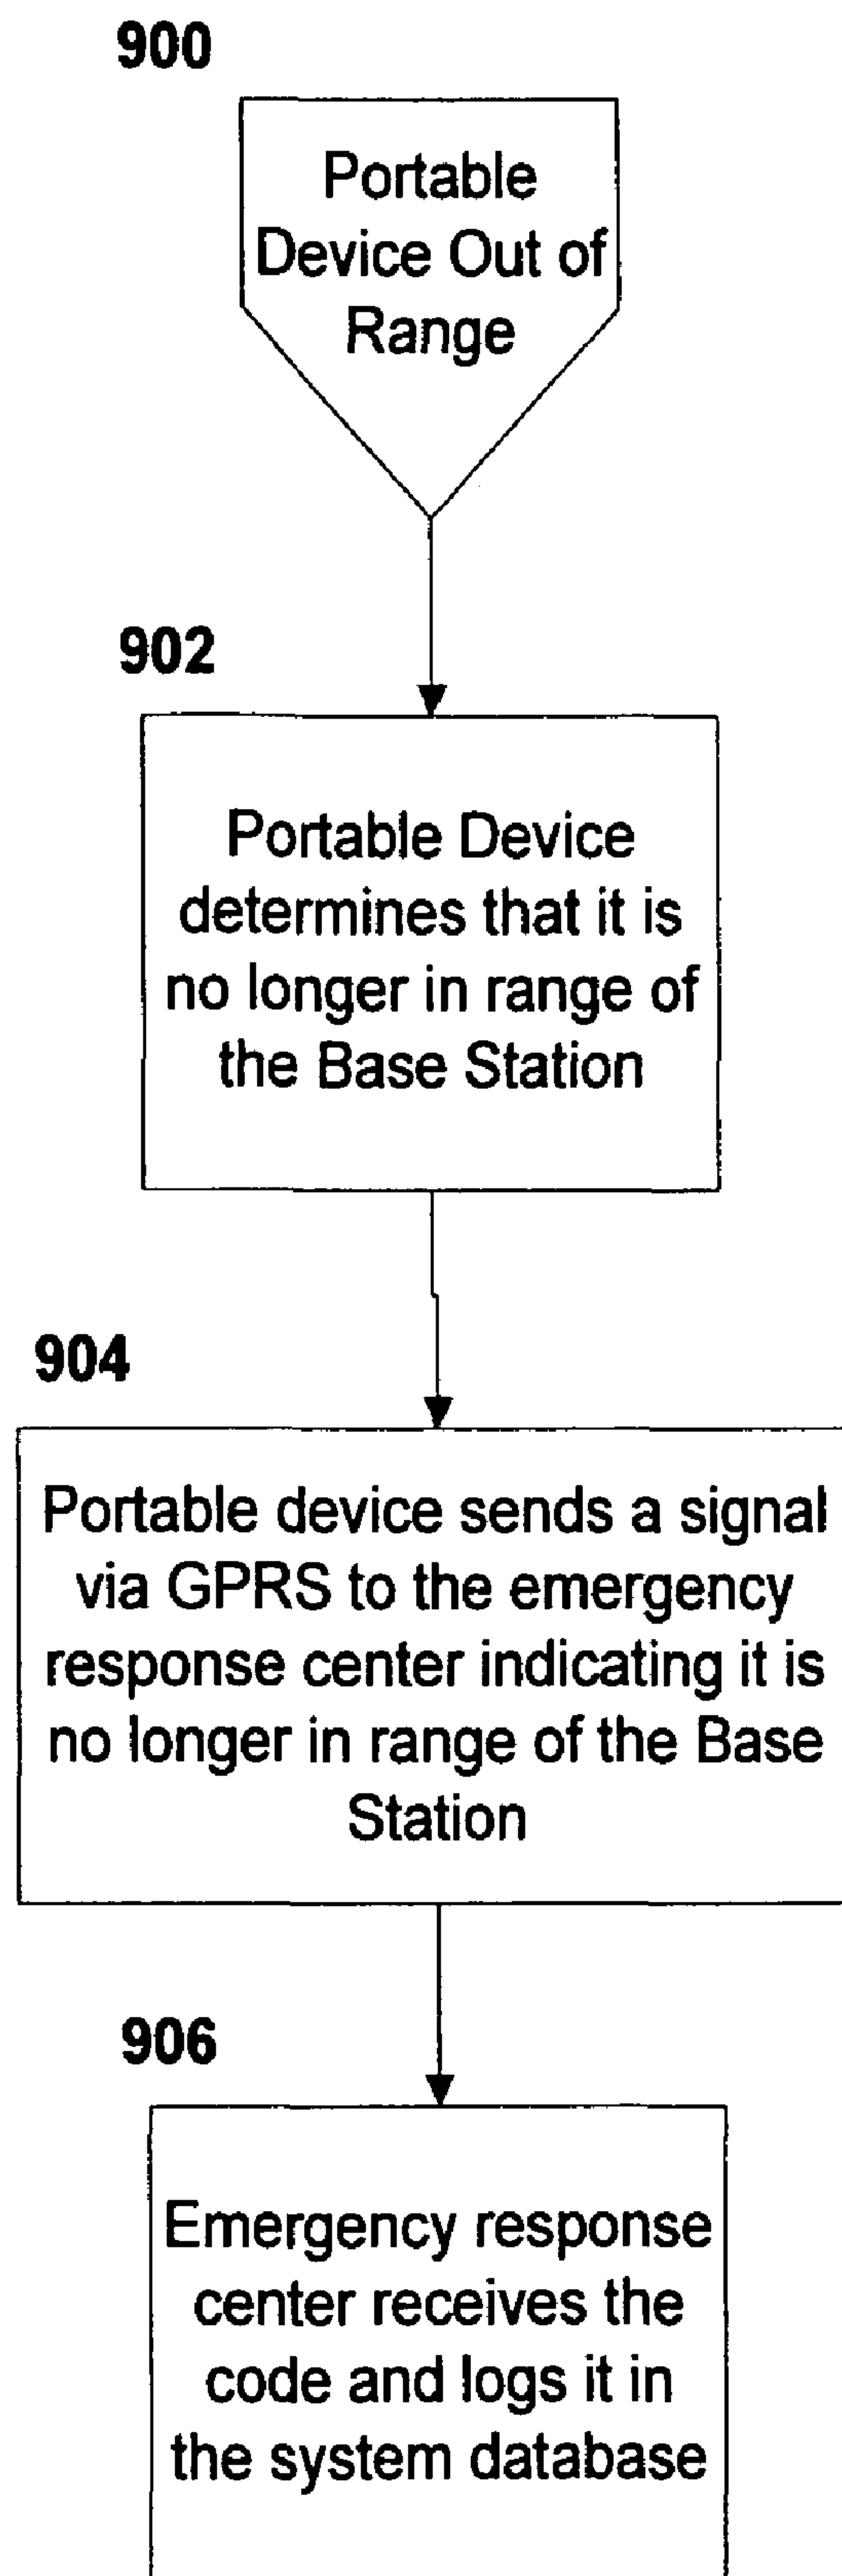 900
Portable
Device Out of
Range
902
Portable Device
determines that it is
no longer in range of
the Base Station
904
Portable device sends a signal
via GPRS to the emergency
response center indicating it is
no longer in range of the Base
Station
906
Emergency response
center receives the
code and logs it in
the system database